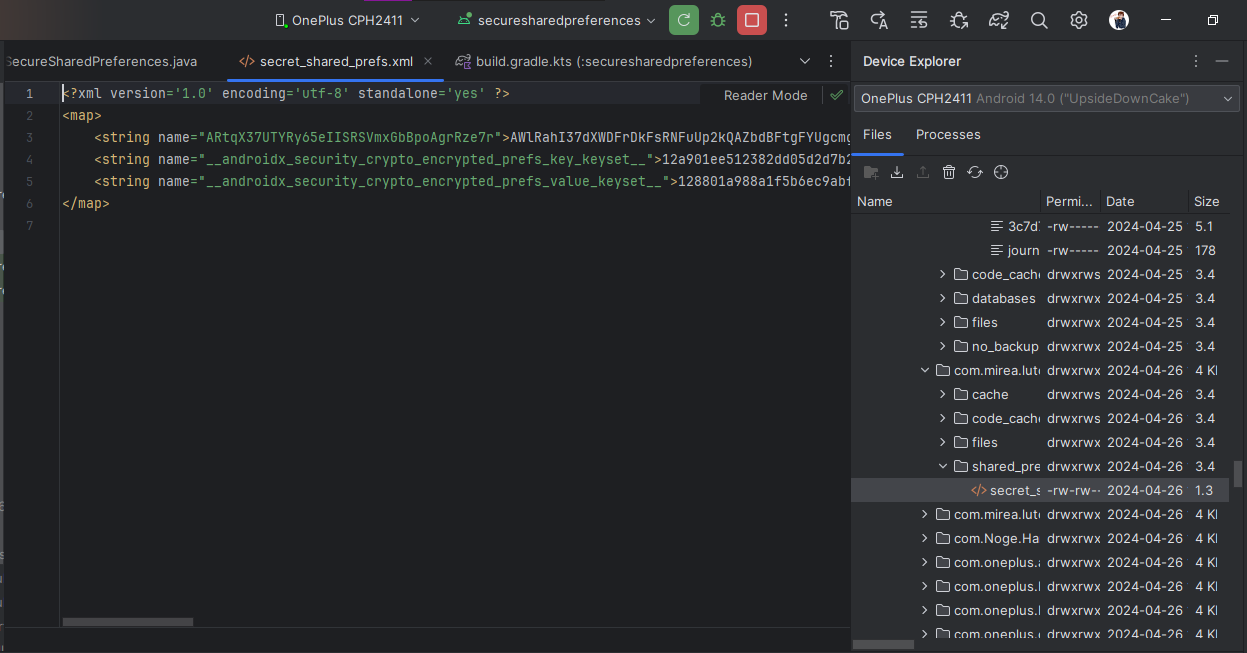 OnePlus CPH2411
securesharedpreferences
SecureSharedPreferences.java
secret_shared_prefs.xml
build.gradle.kts (:securesharedpreferences)
Reader Mode
1 <?xml version='1.0' encoding='utf-8' standalone='yes' ?>
2 <map>
3 <string name="ARtqX37UTYRy65eIISRSVmxGbBpoAgrRze7r">AWlRahI37dXWDFrDkFsRNFuUp2kQAZbdBFtgFYUgcmg
4 <string name="__androidx_security_crypto_encrypted_prefs_key_keyset__">12a901ee512382dd05d2d7b2
5 <string name="__androidx_security_crypto_encrypted_prefs_value_keyset__">128801a988a1f5b6ec9abf
6 </map>
7
Device Explorer
OnePlus CPH2411 Android 14.0 ("UpsideDownCake")
Files Processes
Name Permi... Date Size
3c7d -rw----- 2024-04-25 5.1
journ -rw----- 2024-04-25 178
code_cache drwxrws 2024-04-25 3.4
databases drwxrwx 2024-04-25 3.4
files drwxrwx 2024-04-25 3.4
no_backup drwxrwx 2024-04-25 3.4
com.mirea.lute drwxrwx 2024-04-26 4 K
cache drwxrws 2024-04-26 3.4
code_cache drwxrws 2024-04-26 3.4
files drwxrwx 2024-04-26 3.4
shared_pre drwxrwx 2024-04-26 3.4
secret_s -rw-rw-- 2024-04-26 1.3
com.mirea.lute drwxrwx 2024-04-26 4 K
com.Noge.Ha drwxrwx 2024-04-26 4 K
com.oneplus.a drwxrwx 2024-04-26 4 K
com.oneplus.l drwxrwx 2024-04-26 4 K
com.oneplus.l drwxrwx 2024-04-26 4 K
com.oneplus. drwxrwx 2024-04-26 4 K